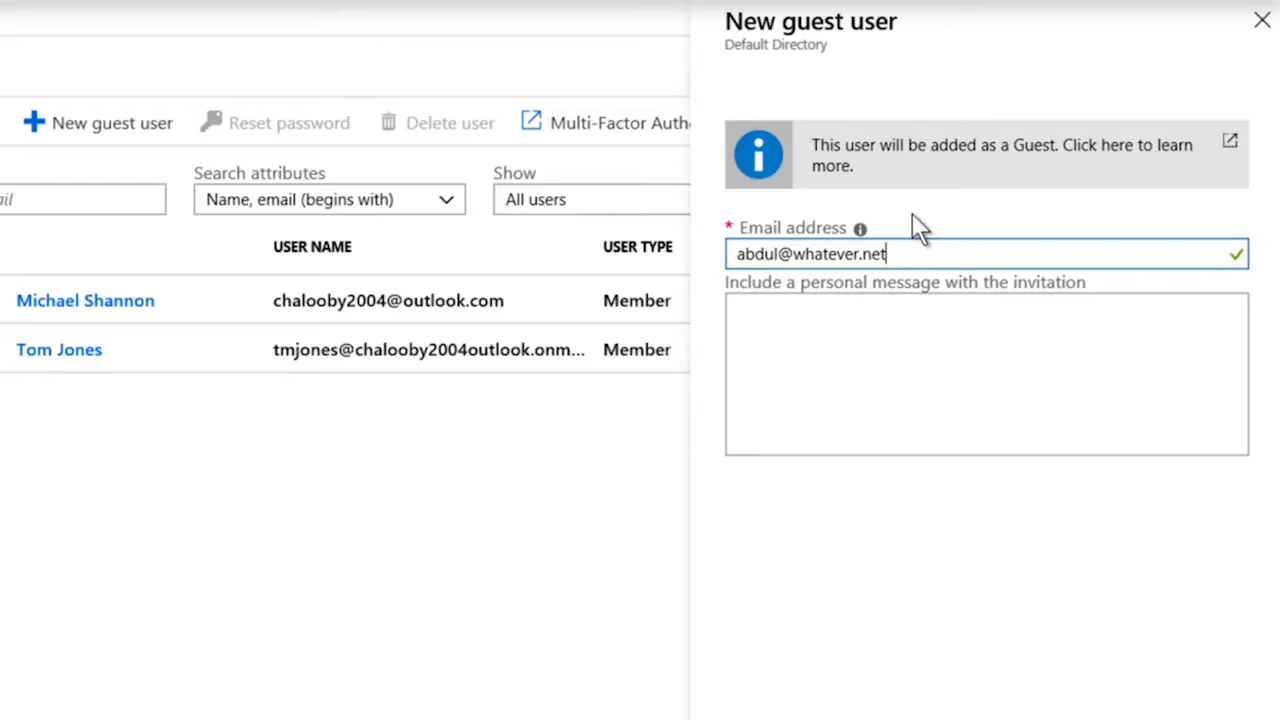 New guest user
Default Directory
New guest user
Reset password
Delete user
Multi-Factor Auth
This user will be added as a Guest. Click here to learn
more.
Search attributes
Show
Name, email (begins with)
All users
* Email address
abdul@whatever.net
Include a personal message with the invitation
USER NAME
USER TYPE
Michael Shannon
chalooby2004@outlook.com
Member
Tom Jones
tmjones@chalooby2004outlook.onm...
Member